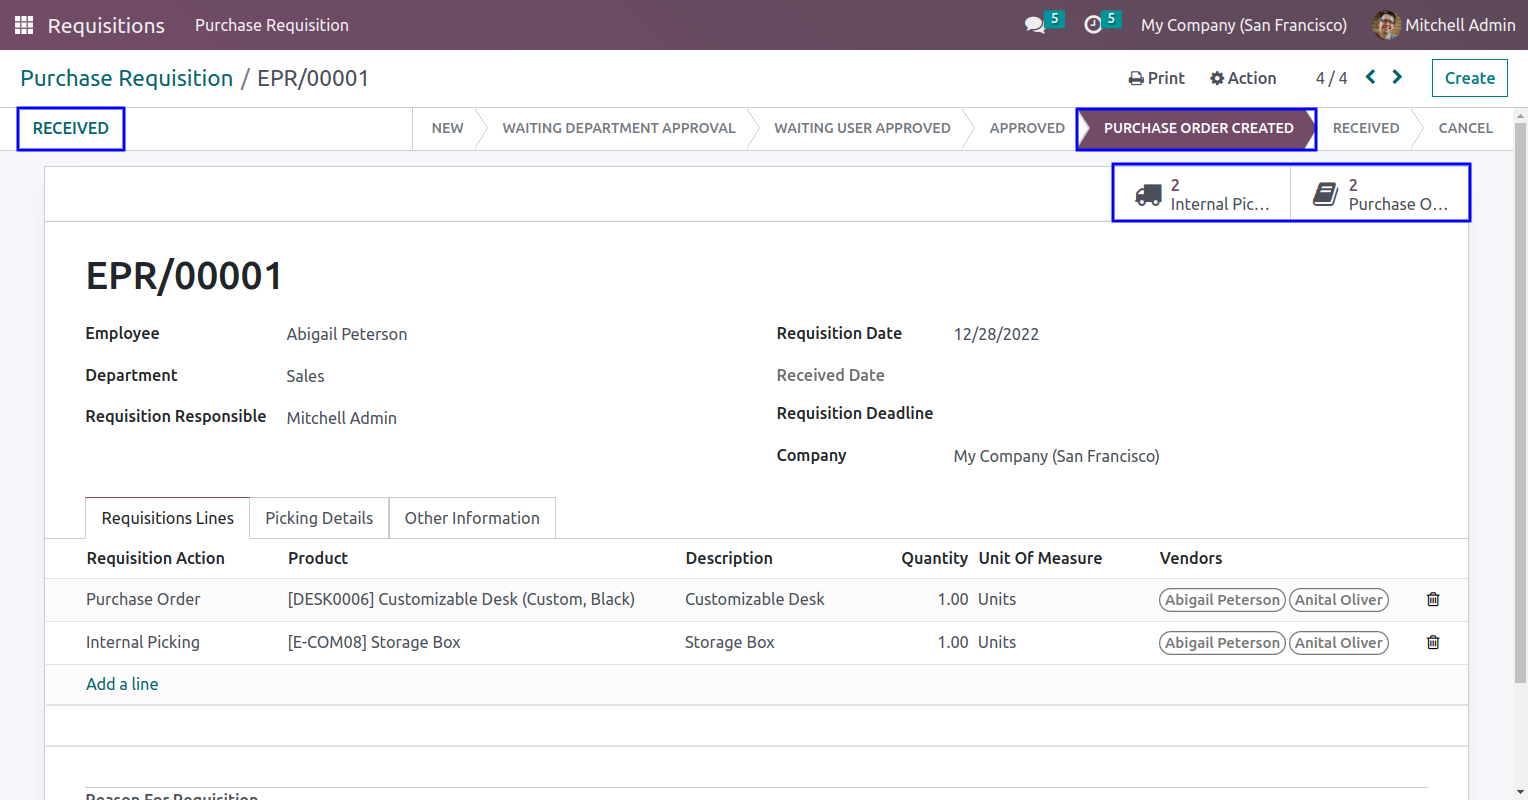 Requisitions Purchase Requisition 5 5 My Company (San Francisco) Mitchell Admin
Purchase Requisition / EPR/00001 Print Action 4 / 4 Create
RECEIVED NEW WAITING DEPARTMENT APPROVAL WAITING USER APPROVED APPROVED PURCHASE ORDER CREATED RECEIVED CANCEL
2 2
Internal Pic... Purchase O...
EPR/00001
Employee Abigail Peterson Requisition Date 12/28/2022
Department Sales Received Date
Requisition Responsible Mitchell Admin Requisition Deadline
Company My Company (San Francisco)
Requisitions Lines Picking Details Other Information
Requisition Action Product Description Quantity Unit Of Measure Vendors
Purchase Order [DESK0006] Customizable Desk (Custom, Black) Customizable Desk 1.00 Units Abigail Peterson Anital Oliver
Internal Picking [E-COM08] Storage Box Storage Box 1.00 Units Abigail Peterson Anital Oliver
Add a line
Reason For Requisition